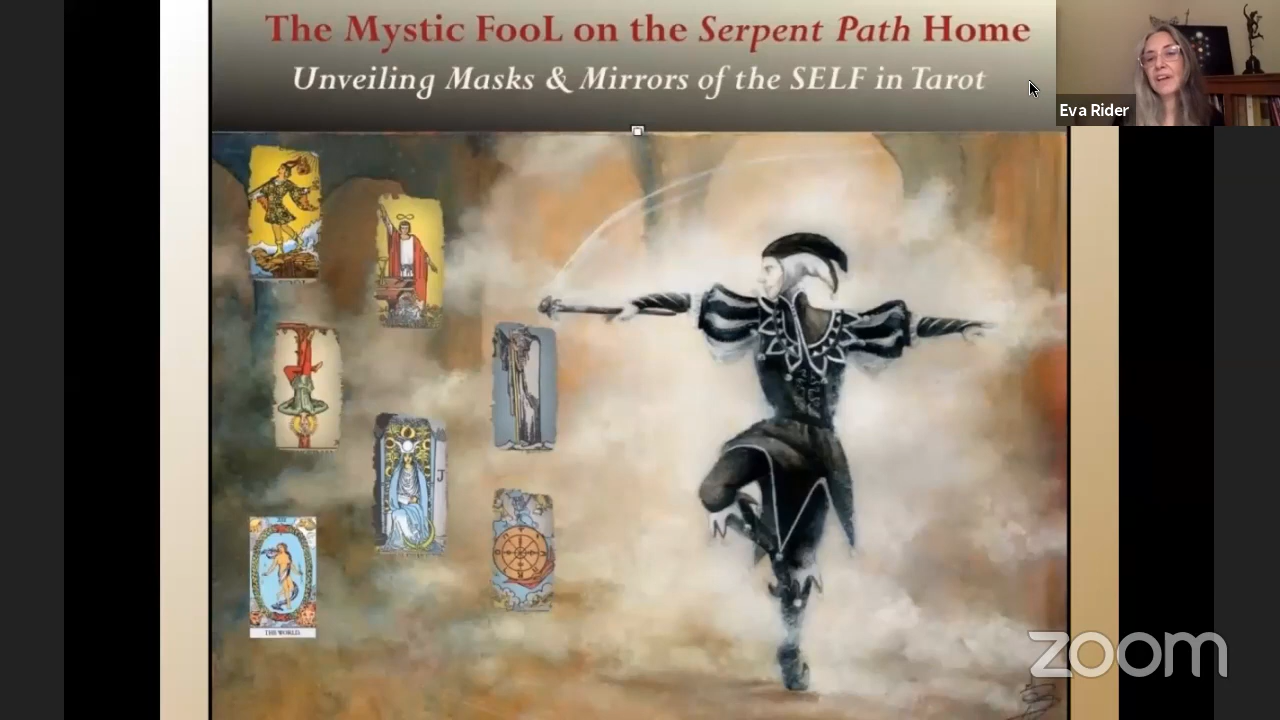 The Mystic FooL on the Serpent Path Home
Unveiling Masks & Mirrors of the SELF in Tarot
Eva Rider
J
THE WORLD.
zoom